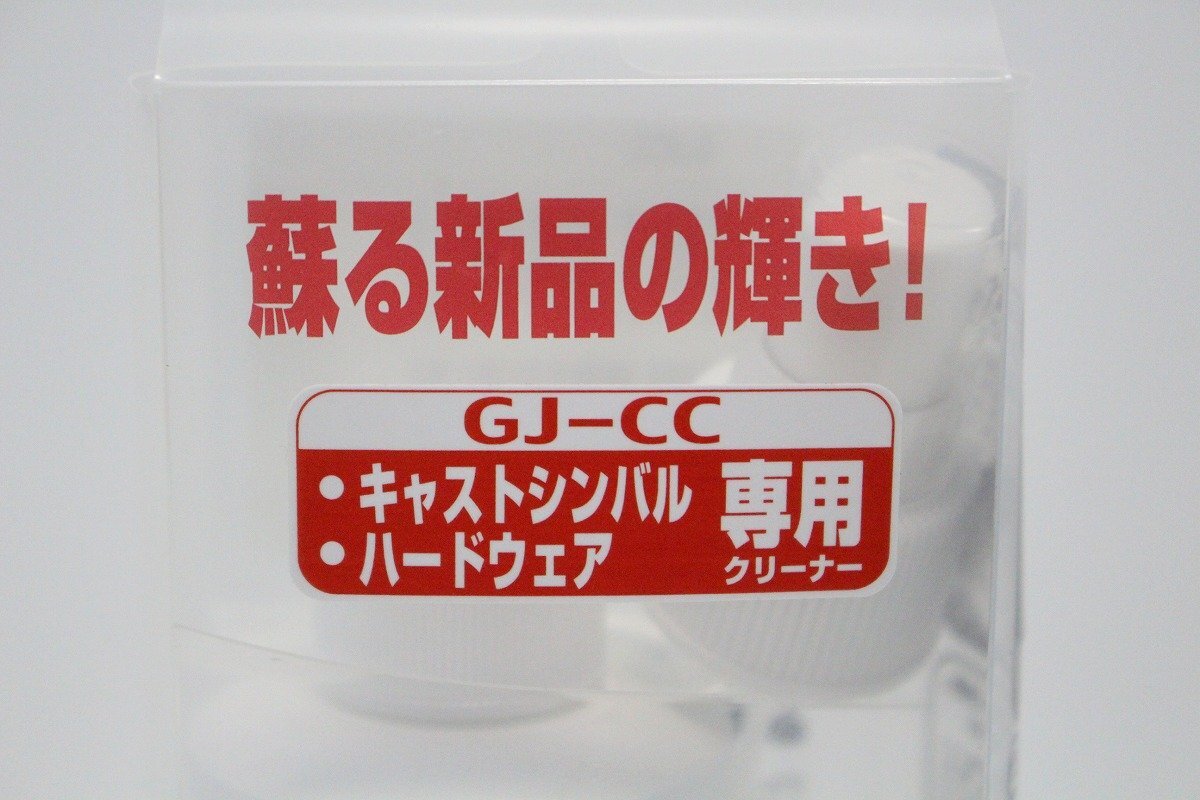 蘇る新品の輝き!
GJ-CC
• キャストシンバル
• ハードウェア
専用
クリーナー